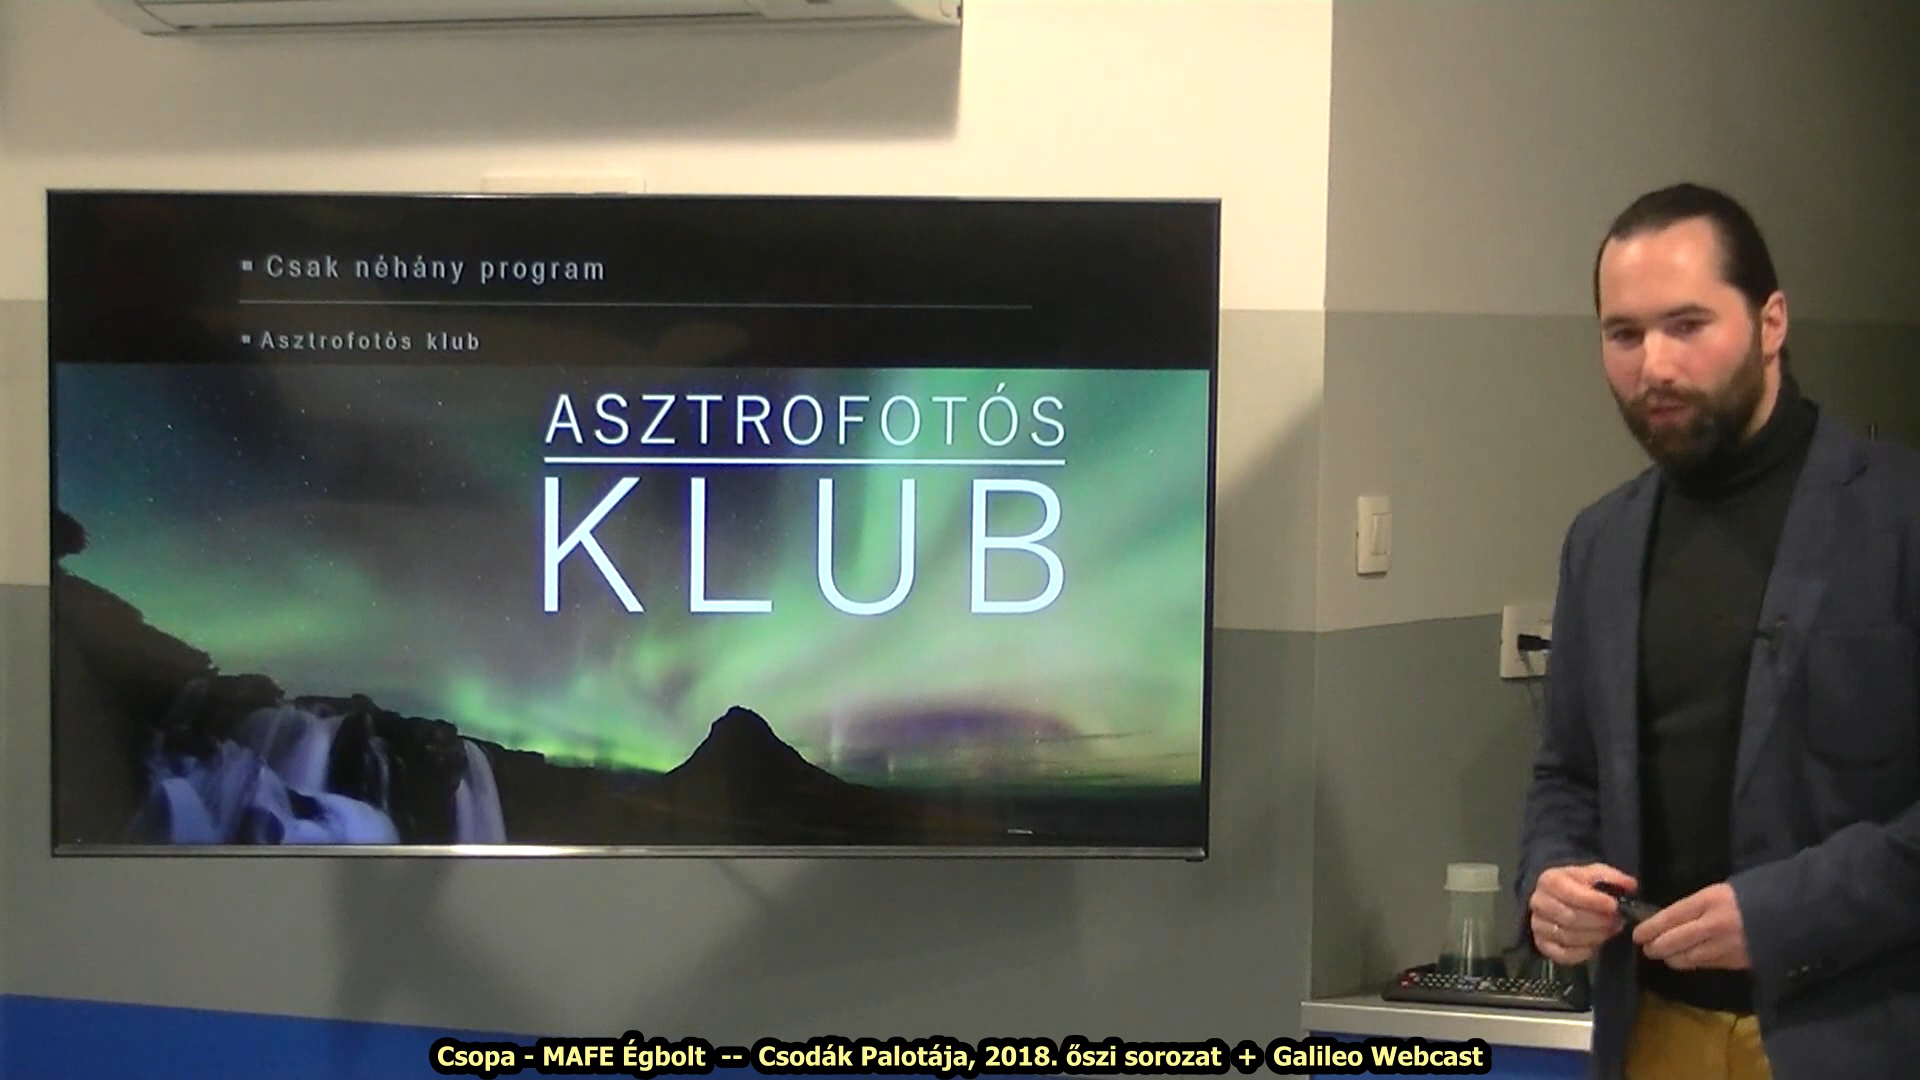 Csak néhány program
Asztrofotós klub
ASZTROFOTÓS
KLUB
Csopa - MAFE Égbolt -- Csodák Palotája, 2018. őszi sorozat + Galileo Webcast